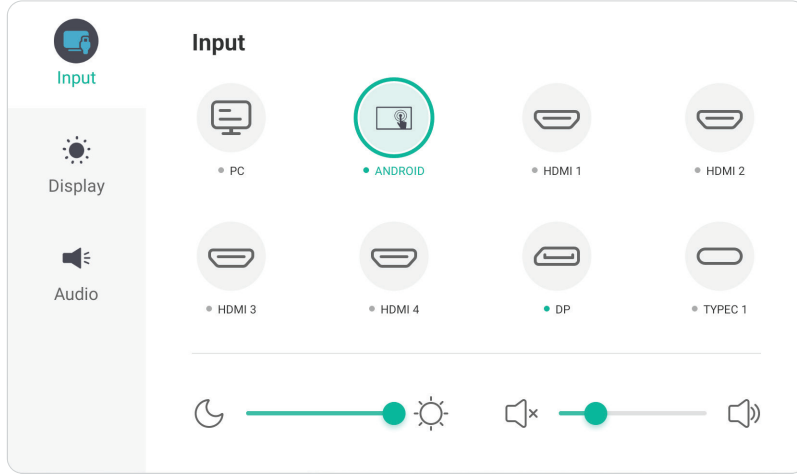 Input
Input
PC
ANDROID
HDMI 1
HDMI 2
Display
HDMI 3
HDMI 4
DP
TYPEC 1
Audio